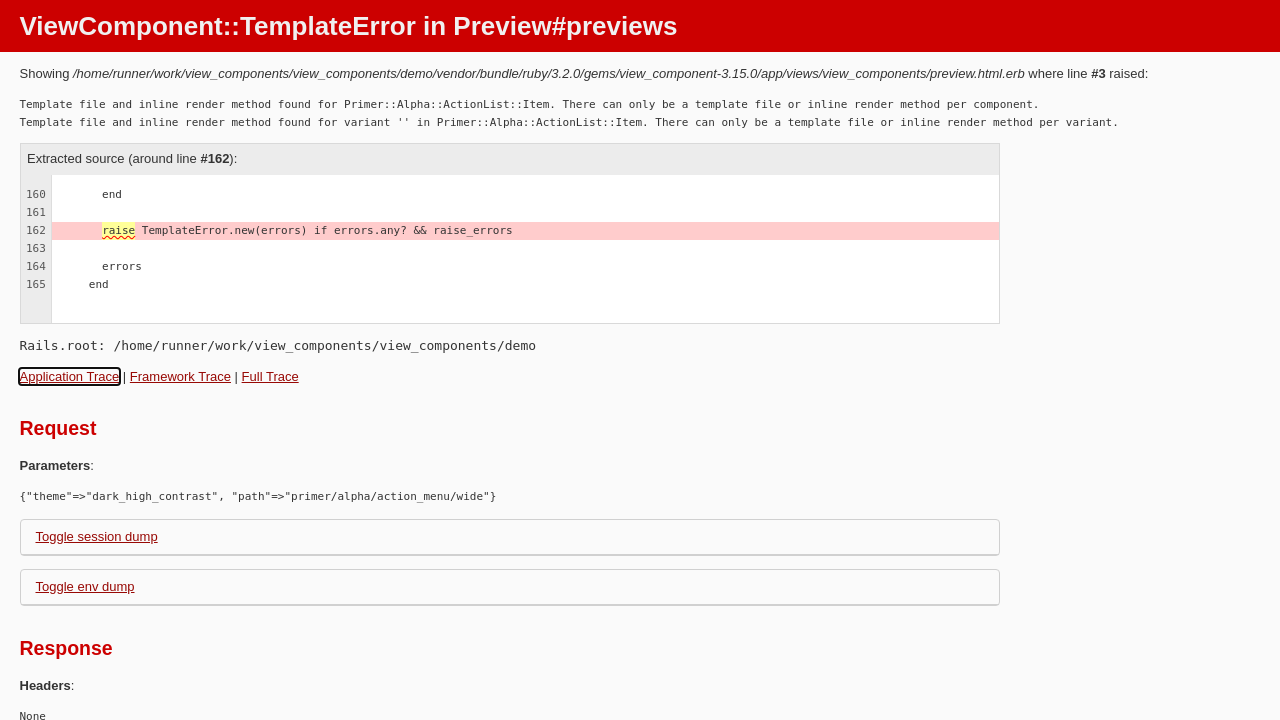 ViewComponent::TemplateError in Preview#previews
Showing /home/runner/work/view_components/view_components/demo/vendor/bundle/ruby/3.2.0/gems/view_component-3.15.0/app/views/view_components/preview.html.erb where line #3 raised:
Template file and inline render method found for Primer::Alpha::ActionList::Item. There can only be a template file or inline render method per component.
Template file and inline render method found for variant '' in Primer::Alpha::ActionList::Item. There can only be a template file or inline render method per variant.
Extracted source (around line #162):
160 end
161
162 raise TemplateError.new(errors) if errors.any? && raise_errors
163
164 errors
165 end
Rails.root: /home/runner/work/view_components/view_components/demo
Application Trace | Framework Trace | Full Trace
Request
Parameters:
{"theme"=>"dark_high_contrast", "path"=>"primer/alpha/action_menu/wide"}
Toggle session dump
Toggle env dump
Response
Headers:
None